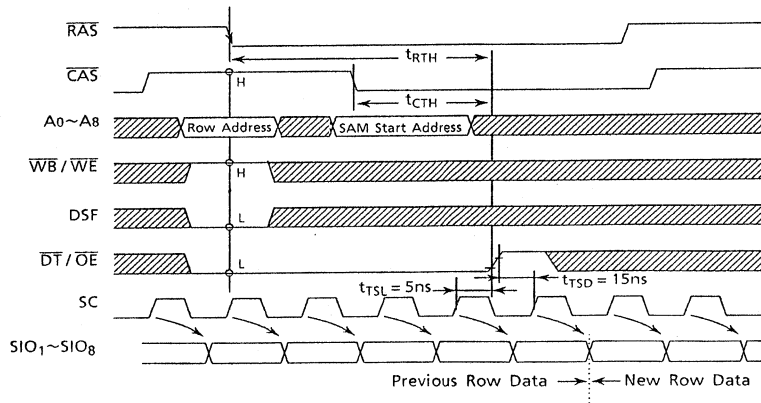 RAS
tRTH
CAS
H
tCTH
A0~A8
Row Address
SAM Start Address
WB / WE
H
DSF
L
DT / OE
L
tTSL = 5ns
tTSD = 15ns
SC
SIO1~SIO8
Previous Row Data
New Row Data